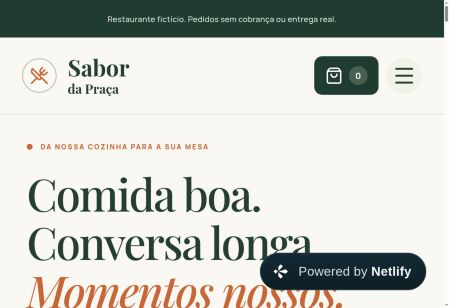 Restaurante fictício. Pedidos sem cobrança ou entrega real.
Sabor
da Praça
0
DA NOSSA COZINHA PARA A SUA MESA
Comida boa.
Conversa longa.
Momentos nossos.
Powered by Netlify